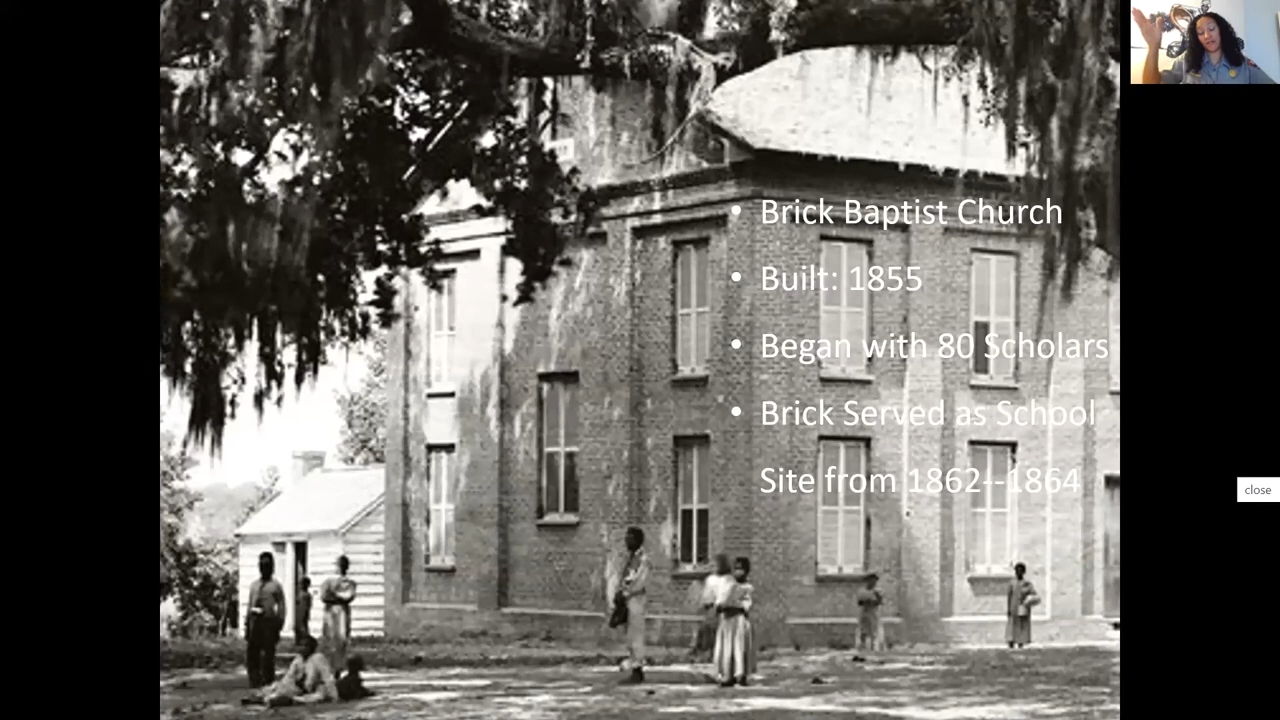 • Brick Baptist Church
• Built: 1855
• Began with 80 Scholars
• Brick Served as School
Site from 1862--1864
close